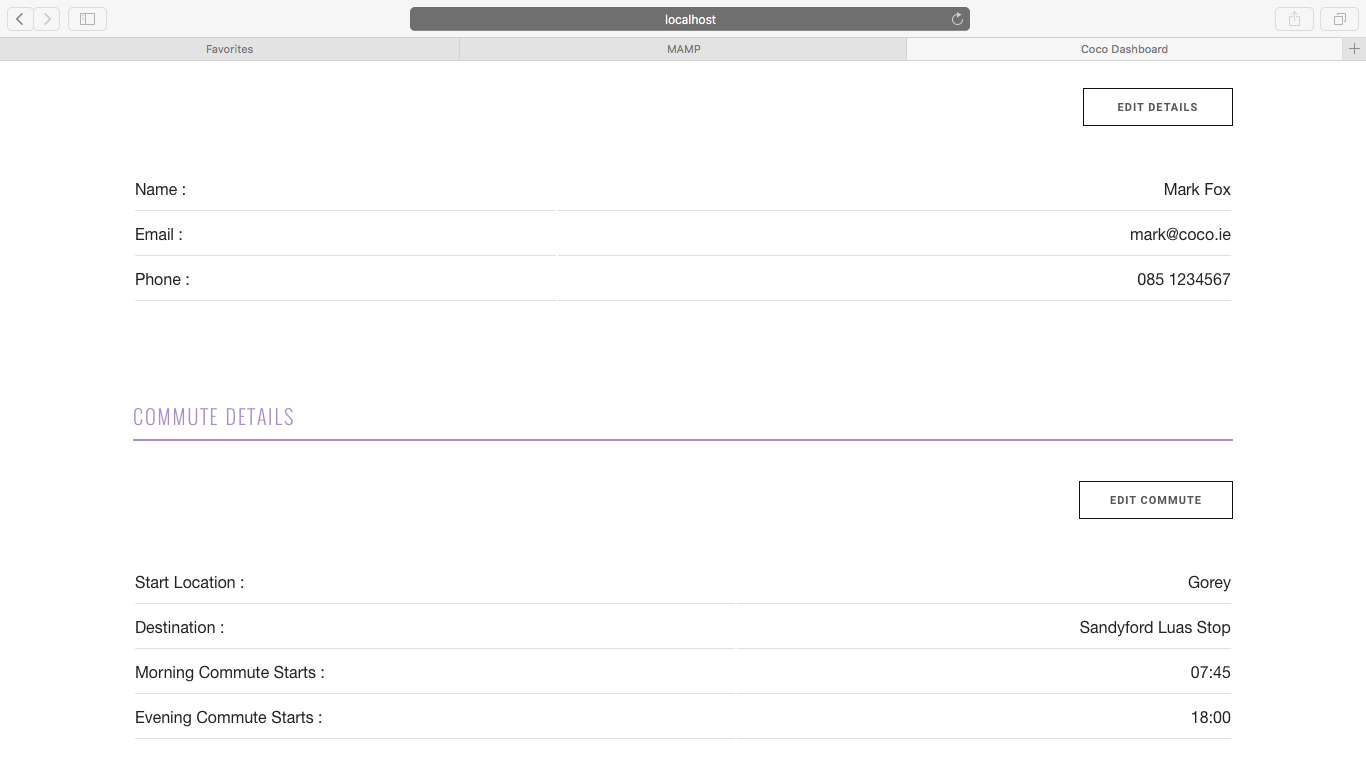 localhost
Favorites
MAMP
Coco Dashboard
EDIT DETAILS
Name : Mark Fox
Email : mark@coco.ie
Phone : 085 1234567
COMMUTE DETAILS
EDIT COMMUTE
Start Location : Gorey
Destination : Sandyford Luas Stop
Morning Commute Starts : 07:45
Evening Commute Starts : 18:00